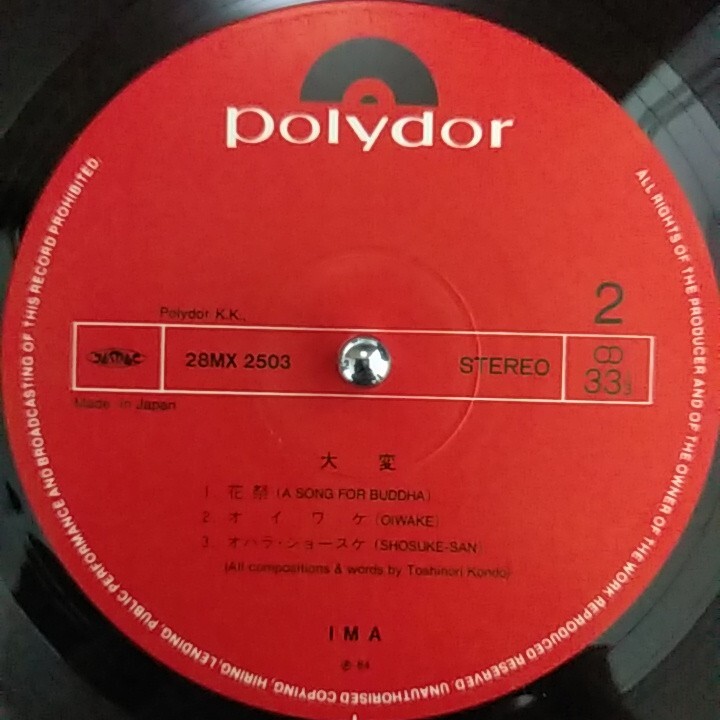 polydor
ALL RIGHTS OF THE PRODUCER AND OF THE OWNER OF THE WORK REPRODUCED RESERVED. UNAUTHORISED COPYING, HIRING, LENDING, PUBLIC PERFORMANCE AND BROADCASTING OF THIS RECORD PROHIBITED.
2
Polydor K.K.,
JASRAC 28MX 2503 STEREO 33⅓
Made in Japan
大変
1. 花祭 (A SONG FOR BUDDHA)
2. オイワケ (OIWAKE)
3. オハラ・ショースケ (SHOSUKE-SAN)
(All compositions & words by Toshinori Kondo)
IMA
℗ 84